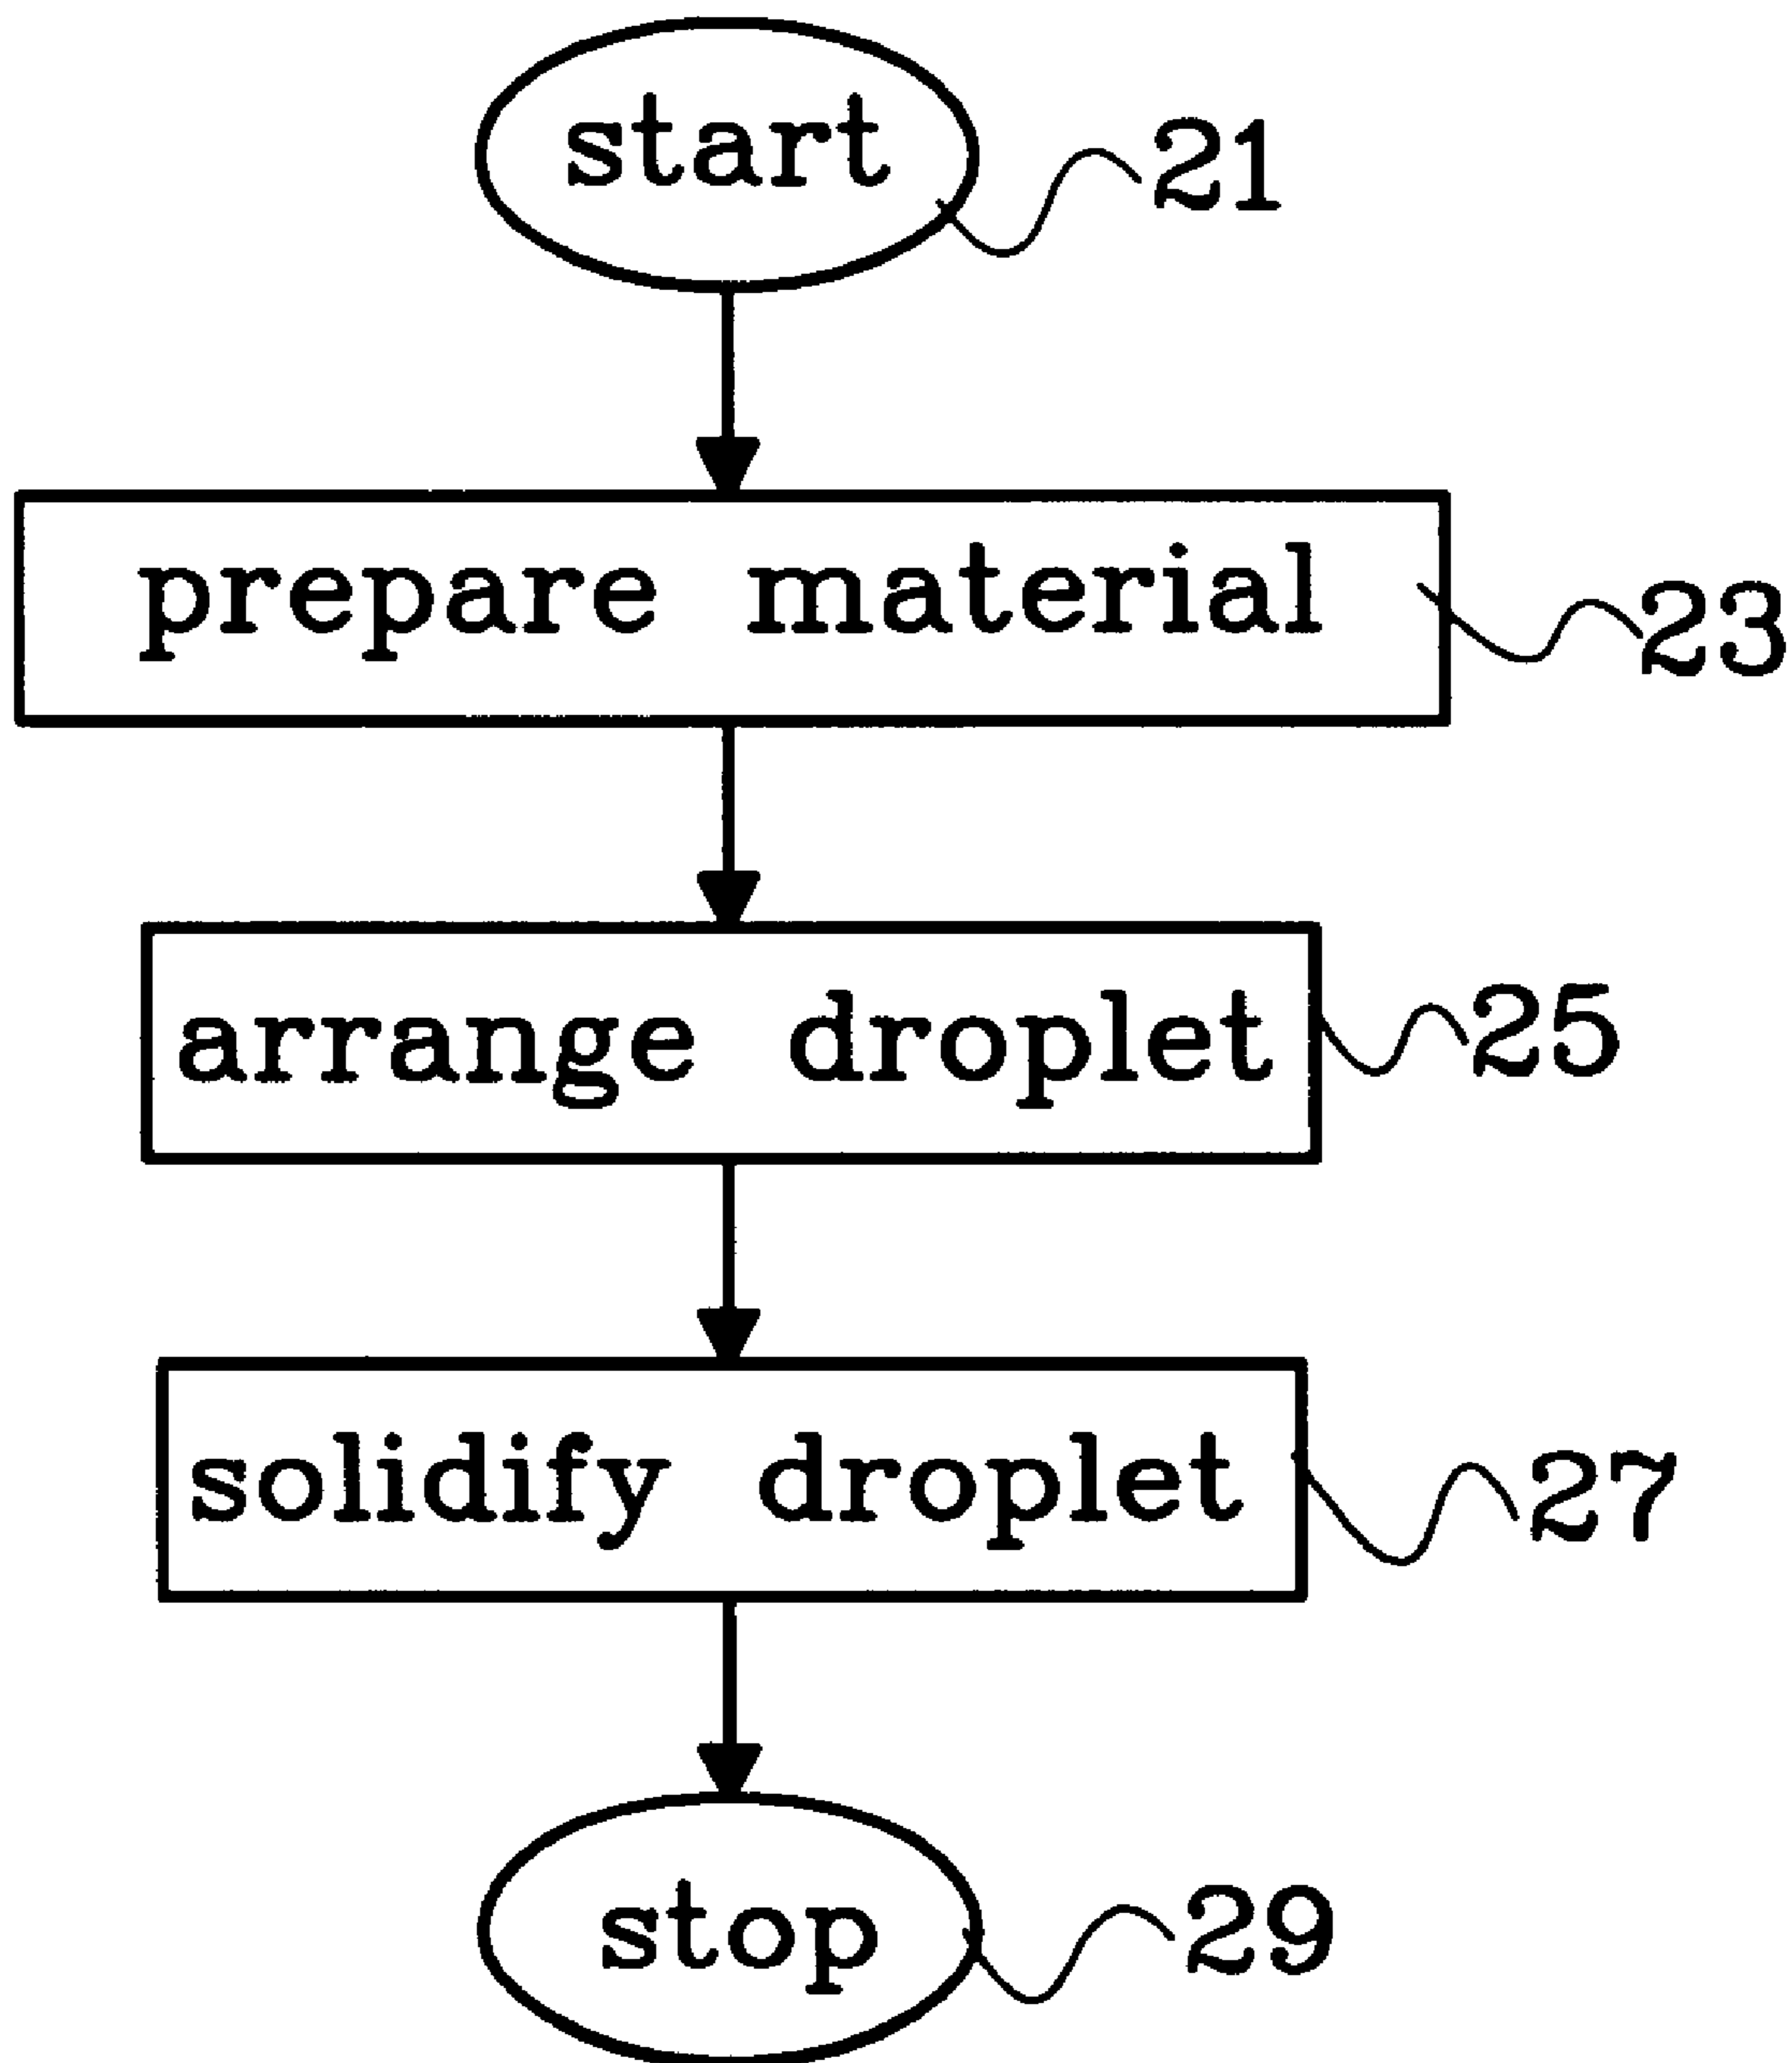 start
21
prepare material
23
arrange droplet
25
solidify droplet
27
stop
29